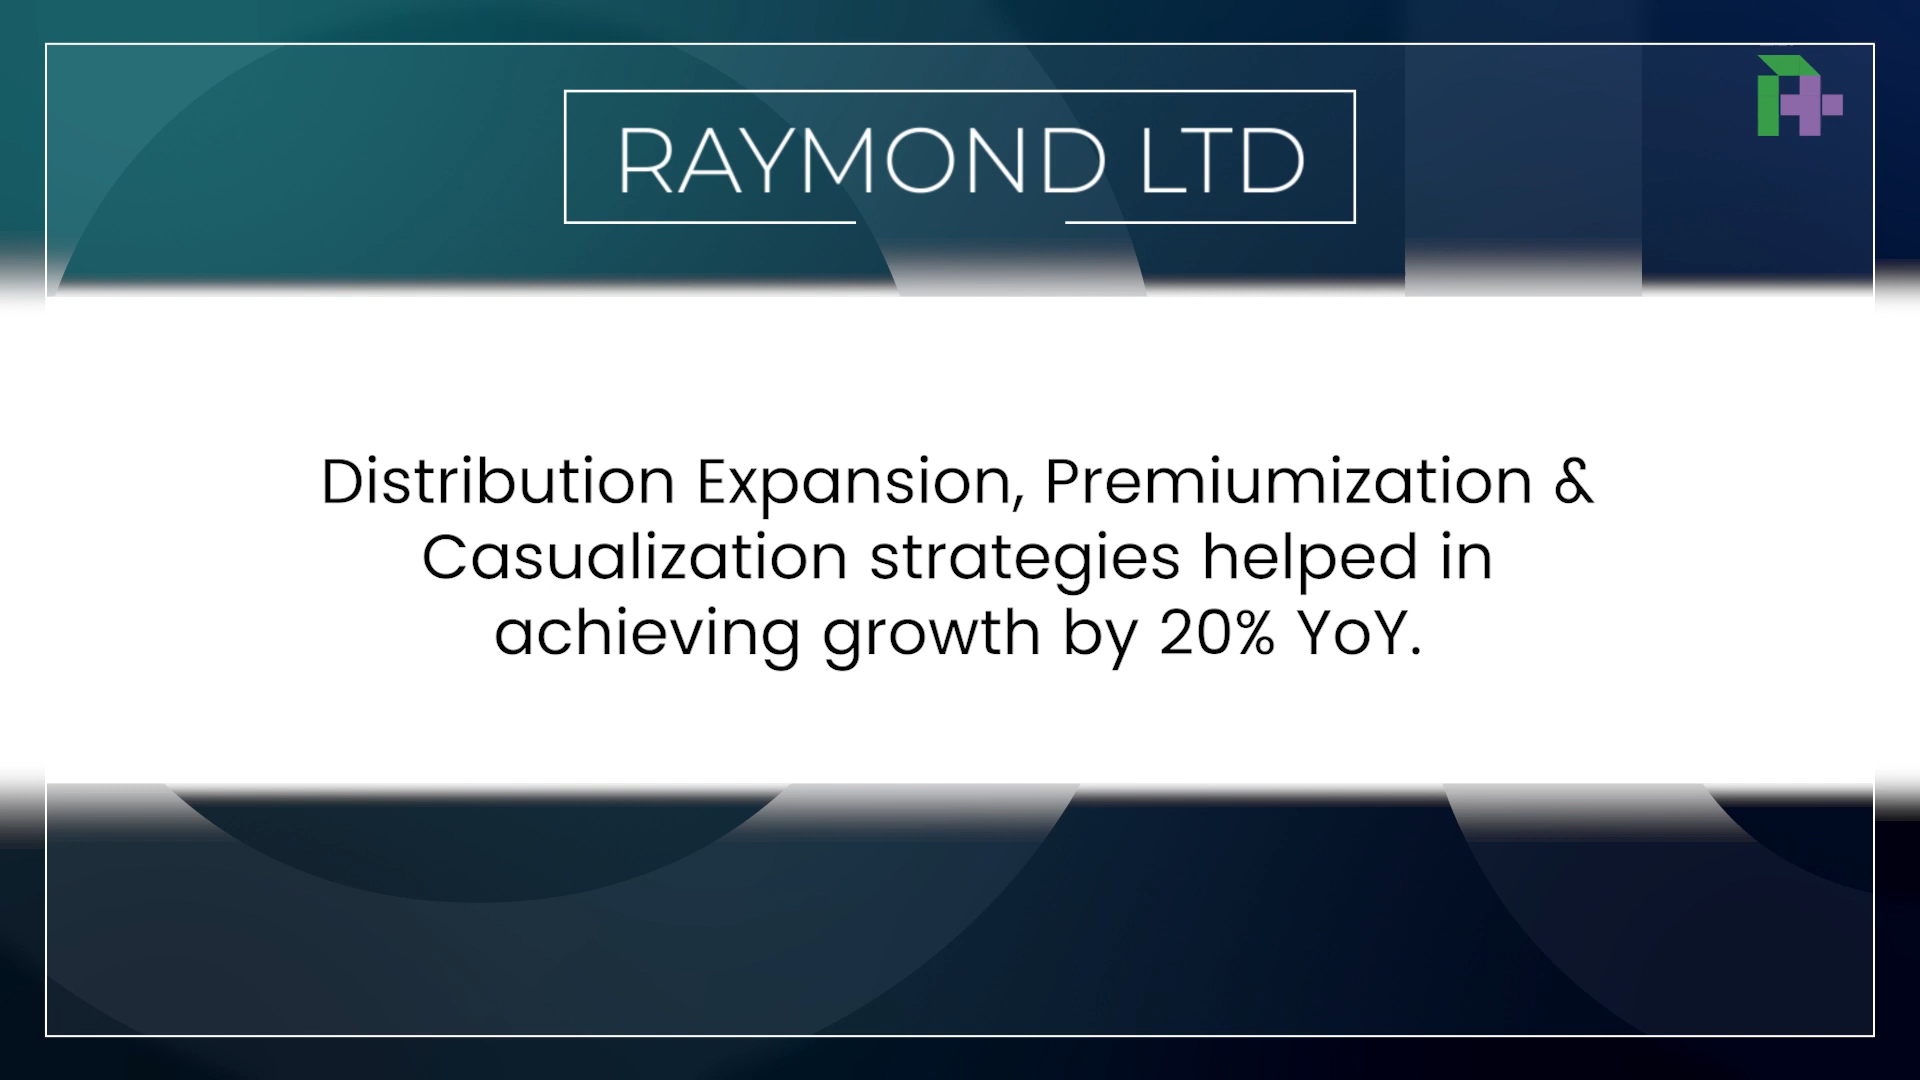 RAYMOND LTD
Distribution Expansion, Premiumization &
Casualization strategies helped in
achieving growth by 20% YoY.